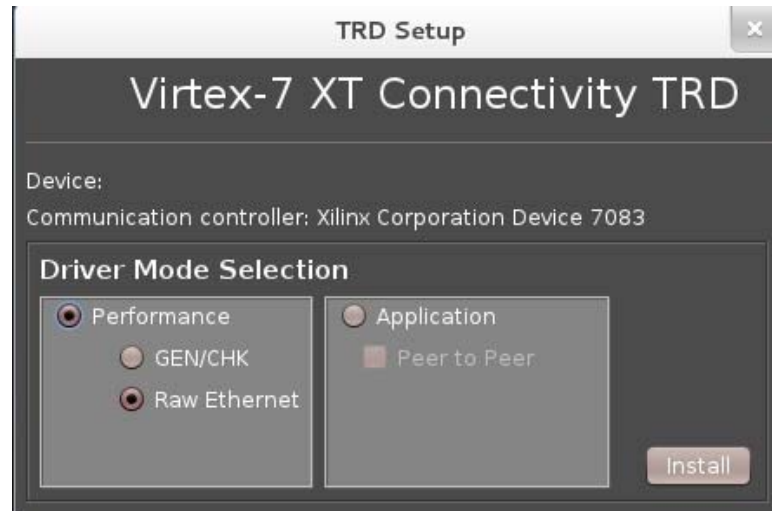 TRD Setup
Virtex-7 XT Connectivity TRD
Device:
Communication controller: Xilinx Corporation Device 7083
Driver Mode Selection
Performance
GEN/CHK
Raw Ethernet
Application
Peer to Peer
Install